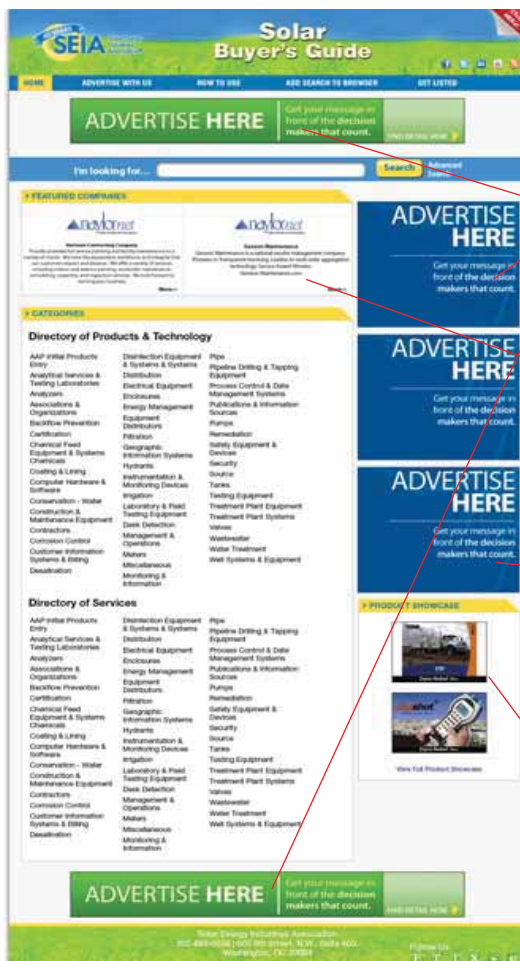 SEIA
Solar
Buyer's Guide
HOME
ADVERTISE WITH US
HOW TO USE
ADD SEARCH TO BROWSER
GET LISTED
ADVERTISE HERE
Get your message in
front of the decision
makers that count.
FIND DETAIL HERE
I'm looking for...
Search
Advanced
Search
FEATURED COMPANIES
naylornet
naylornet
More »
More »
CATEGORIES
Directory of Products & Technology
AAP Initial Products
Entry
Analytical Services &
Testing Laboratories
Analyzers
Associations &
Organizations
Backflow Prevention
Certification
Chemical Feed
Equipment & Systems
Chemicals
Coating & Lining
Computer Hardware &
Software
Conservation - Water
Construction &
Maintenance Equipment
Contractors
Corrosion Control
Customer Information
Systems & Billing
Desalination
Disinfection Equipment
& Systems & Systems
Distribution
Electrical Equipment
Enclosures
Energy Management
Equipment
Distributors
Filtration
Geographic
Information Systems
Hydrants
Instrumentation &
Monitoring Devices
Irrigation
Laboratory & Field
Testing Equipment
Desk Detection
Management &
Operations
Meters
Miscellaneous
Monitoring &
Information
Pipe
Pipeline Drilling & Tapping
Equipment
Process Control & Data
Management Systems
Publications & Information
Sources
Pumps
Remediation
Safety Equipment &
Devices
Security
Source
Tanks
Testing Equipment
Treatment Plant Equipment
Treatment Plant Systems
Valves
Wastewater
Water Treatment
Well Systems & Equipment
ADVERTISE
HERE
Get your message in
front of the decision
makers that count.
ADVERTISE
HERE
Get your message in
front of the decision
makers that count.
ADVERTISE
HERE
Get your message in
front of the decision
makers that count.
Directory of Services
AAP Initial Products
Entry
Analytical Services &
Testing Laboratories
Analyzers
Associations &
Organizations
Backflow Prevention
Certification
Chemical Feed
Equipment & Systems
Chemicals
Coating & Lining
Computer Hardware &
Software
Conservation - Water
Construction &
Maintenance Equipment
Contractors
Corrosion Control
Customer Information
Systems & Billing
Desalination
Disinfection Equipment
& Systems & Systems
Distribution
Electrical Equipment
Enclosures
Energy Management
Equipment
Distributors
Filtration
Geographic
Information Systems
Hydrants
Instrumentation &
Monitoring Devices
Irrigation
Laboratory & Field
Testing Equipment
Desk Detection
Management &
Operations
Meters
Miscellaneous
Monitoring &
Information
Pipe
Pipeline Drilling & Tapping
Equipment
Process Control & Data
Management Systems
Publications & Information
Sources
Pumps
Remediation
Safety Equipment &
Devices
Security
Source
Tanks
Testing Equipment
Treatment Plant Equipment
Treatment Plant Systems
Valves
Wastewater
Water Treatment
Well Systems & Equipment
PRODUCT SHOWCASE
View Full Product Showcase
ADVERTISE HERE
Get your message in
front of the decision
makers that count.
FIND DETAIL HERE
Solar Energy Industries Association
Washington, DC
Follow Us